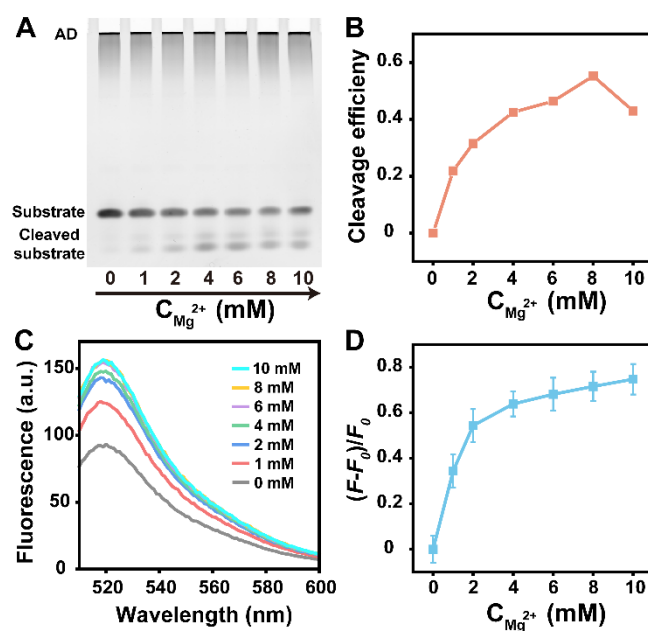 A
AD
Substrate
Cleaved
substrate
0 1 2 4 6 8 10
C Mg²⁺ (mM)
B
Cleavage efficieny
0.6
0.4
0.2
0
0 2 4 6 8 10
C Mg²⁺ (mM)
C
Fluorescence (a.u.)
150
100
50
0
10 mM
8 mM
6 mM
4 mM
2 mM
1 mM
0 mM
520 540 560 580 600
Wavelength (nm)
D
(F-F₀)/F₀
0.8
0.6
0.4
0.2
0
0 2 4 6 8 10
C Mg²⁺ (mM)